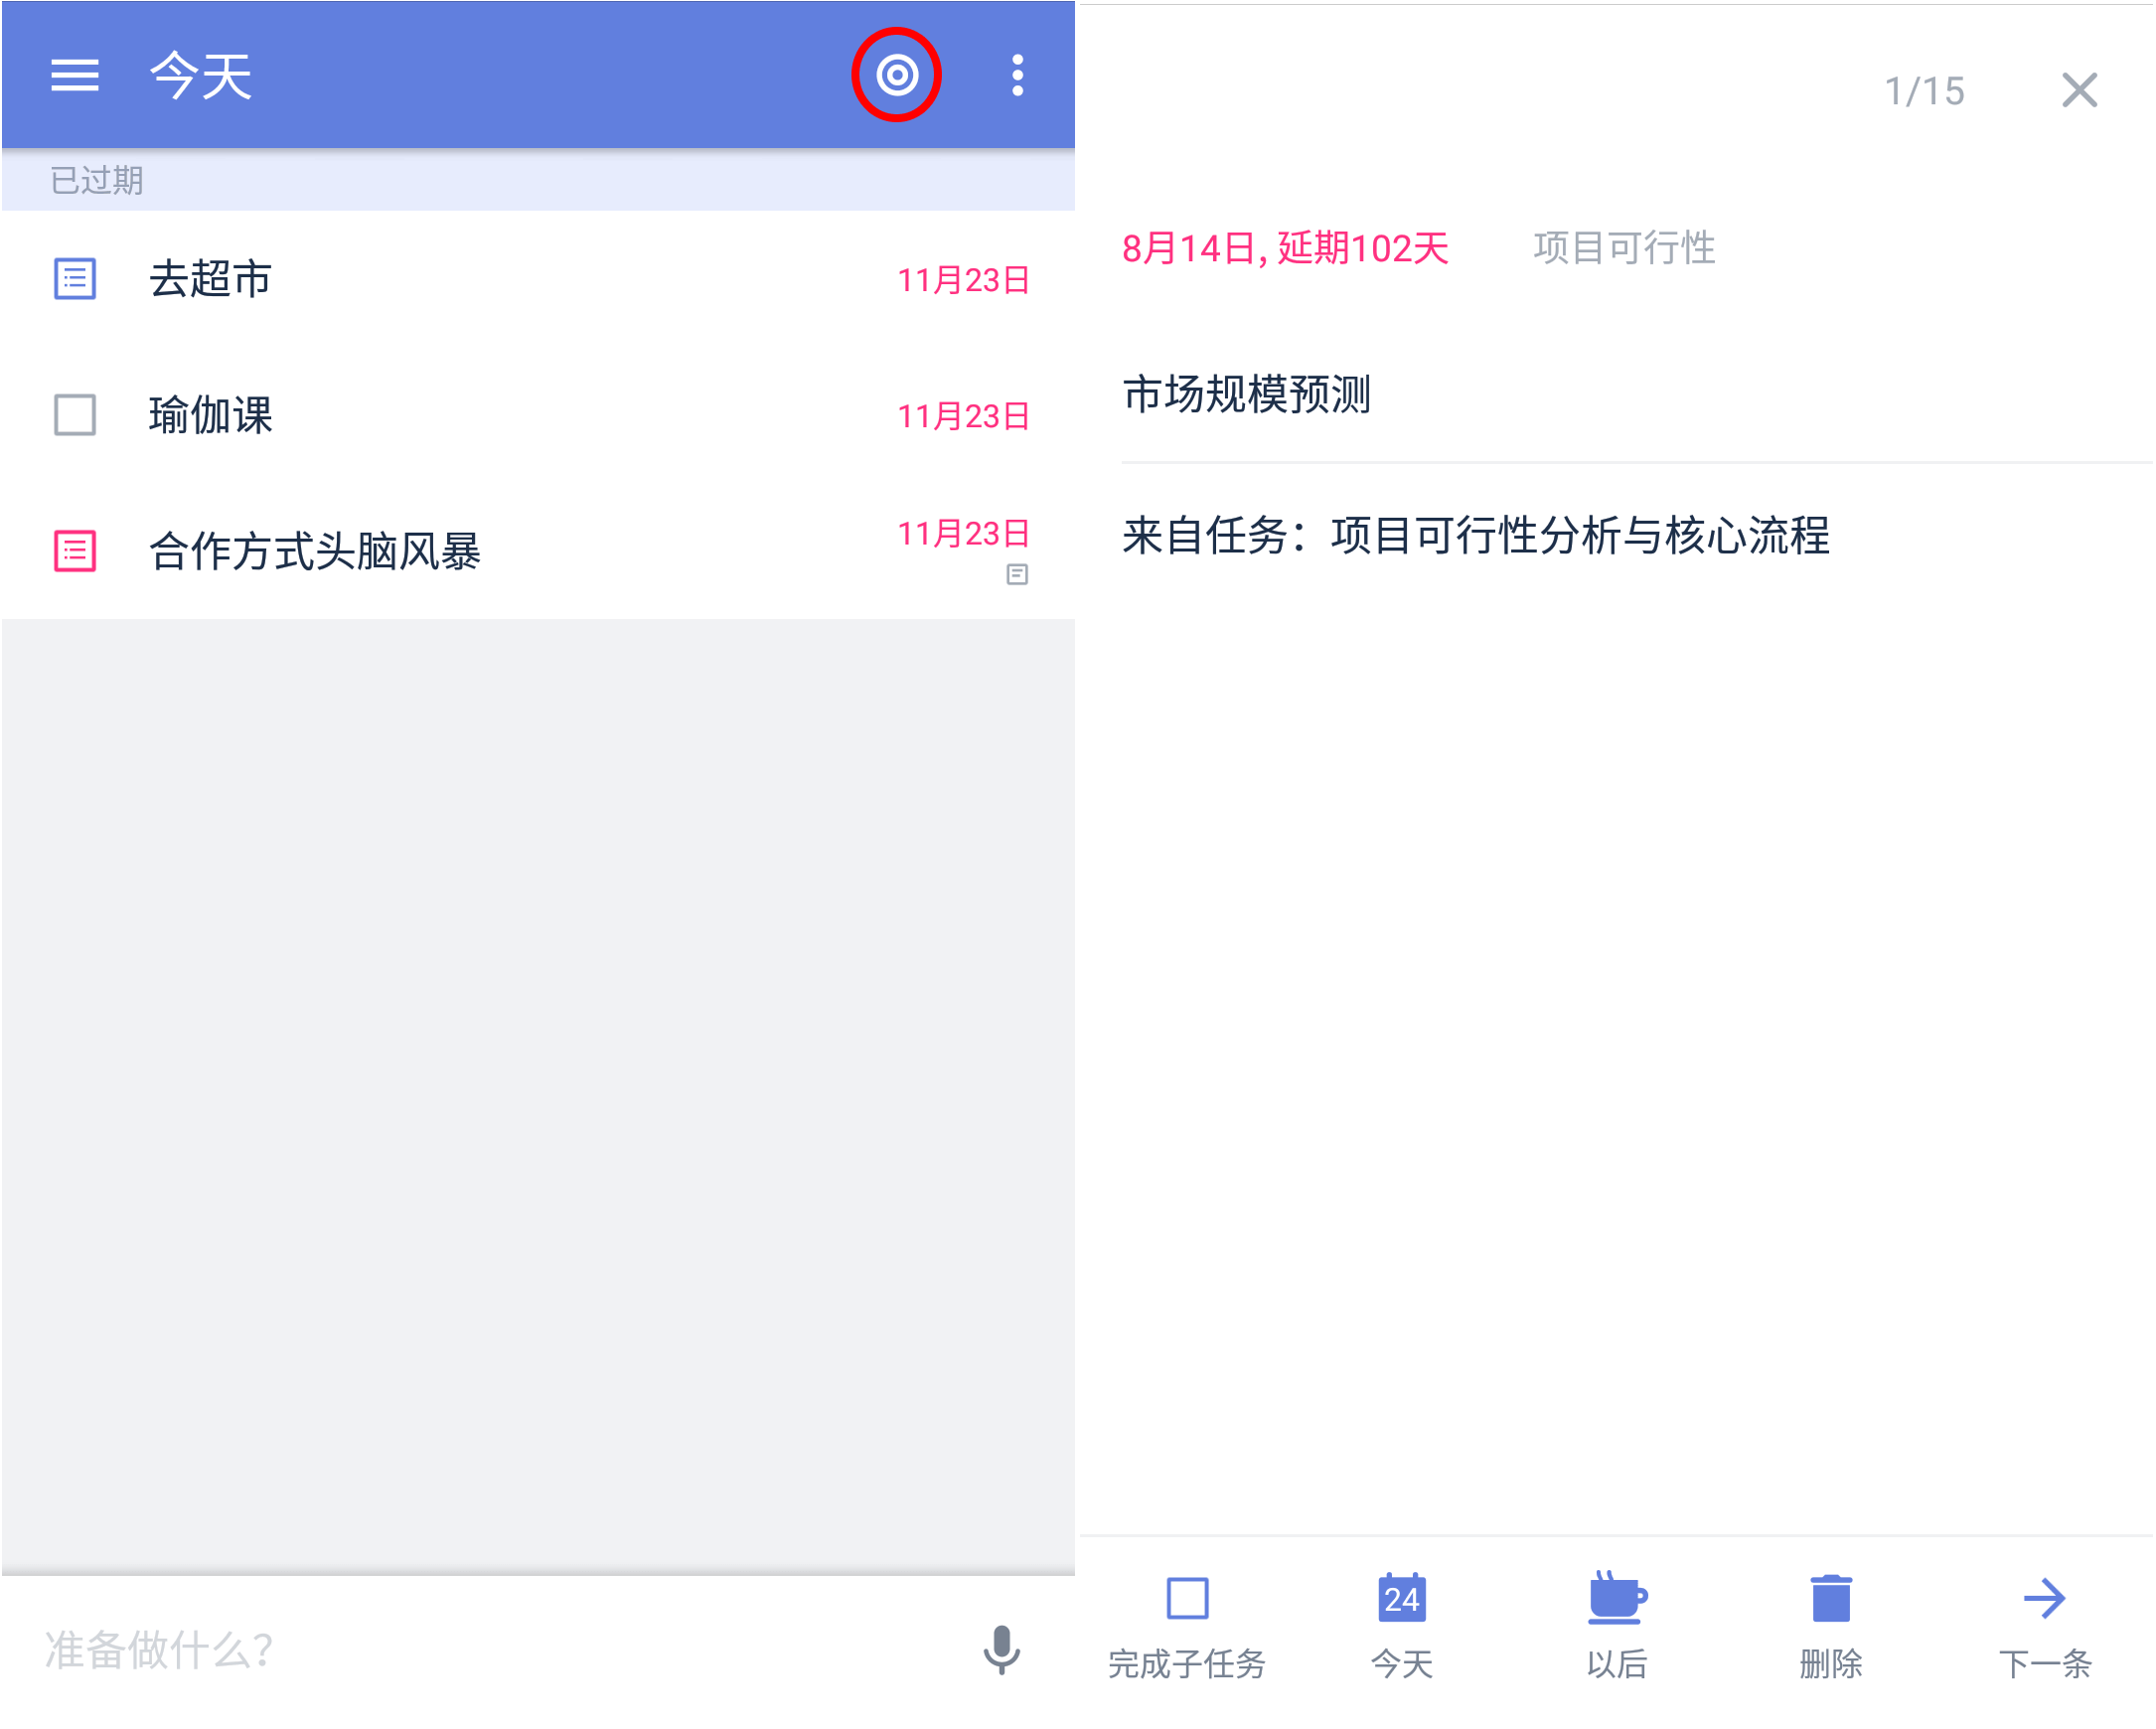 今天
已过期
去超市
11月23日
瑜伽课
11月23日
合作方式头脑风暴
11月23日
准备做什么？
1/15
8月14日，延期102天
项目可行性
市场规模预测
来自任务：项目可行性分析与核心流程
24
完成子任务
今天
以后
删除
下一条